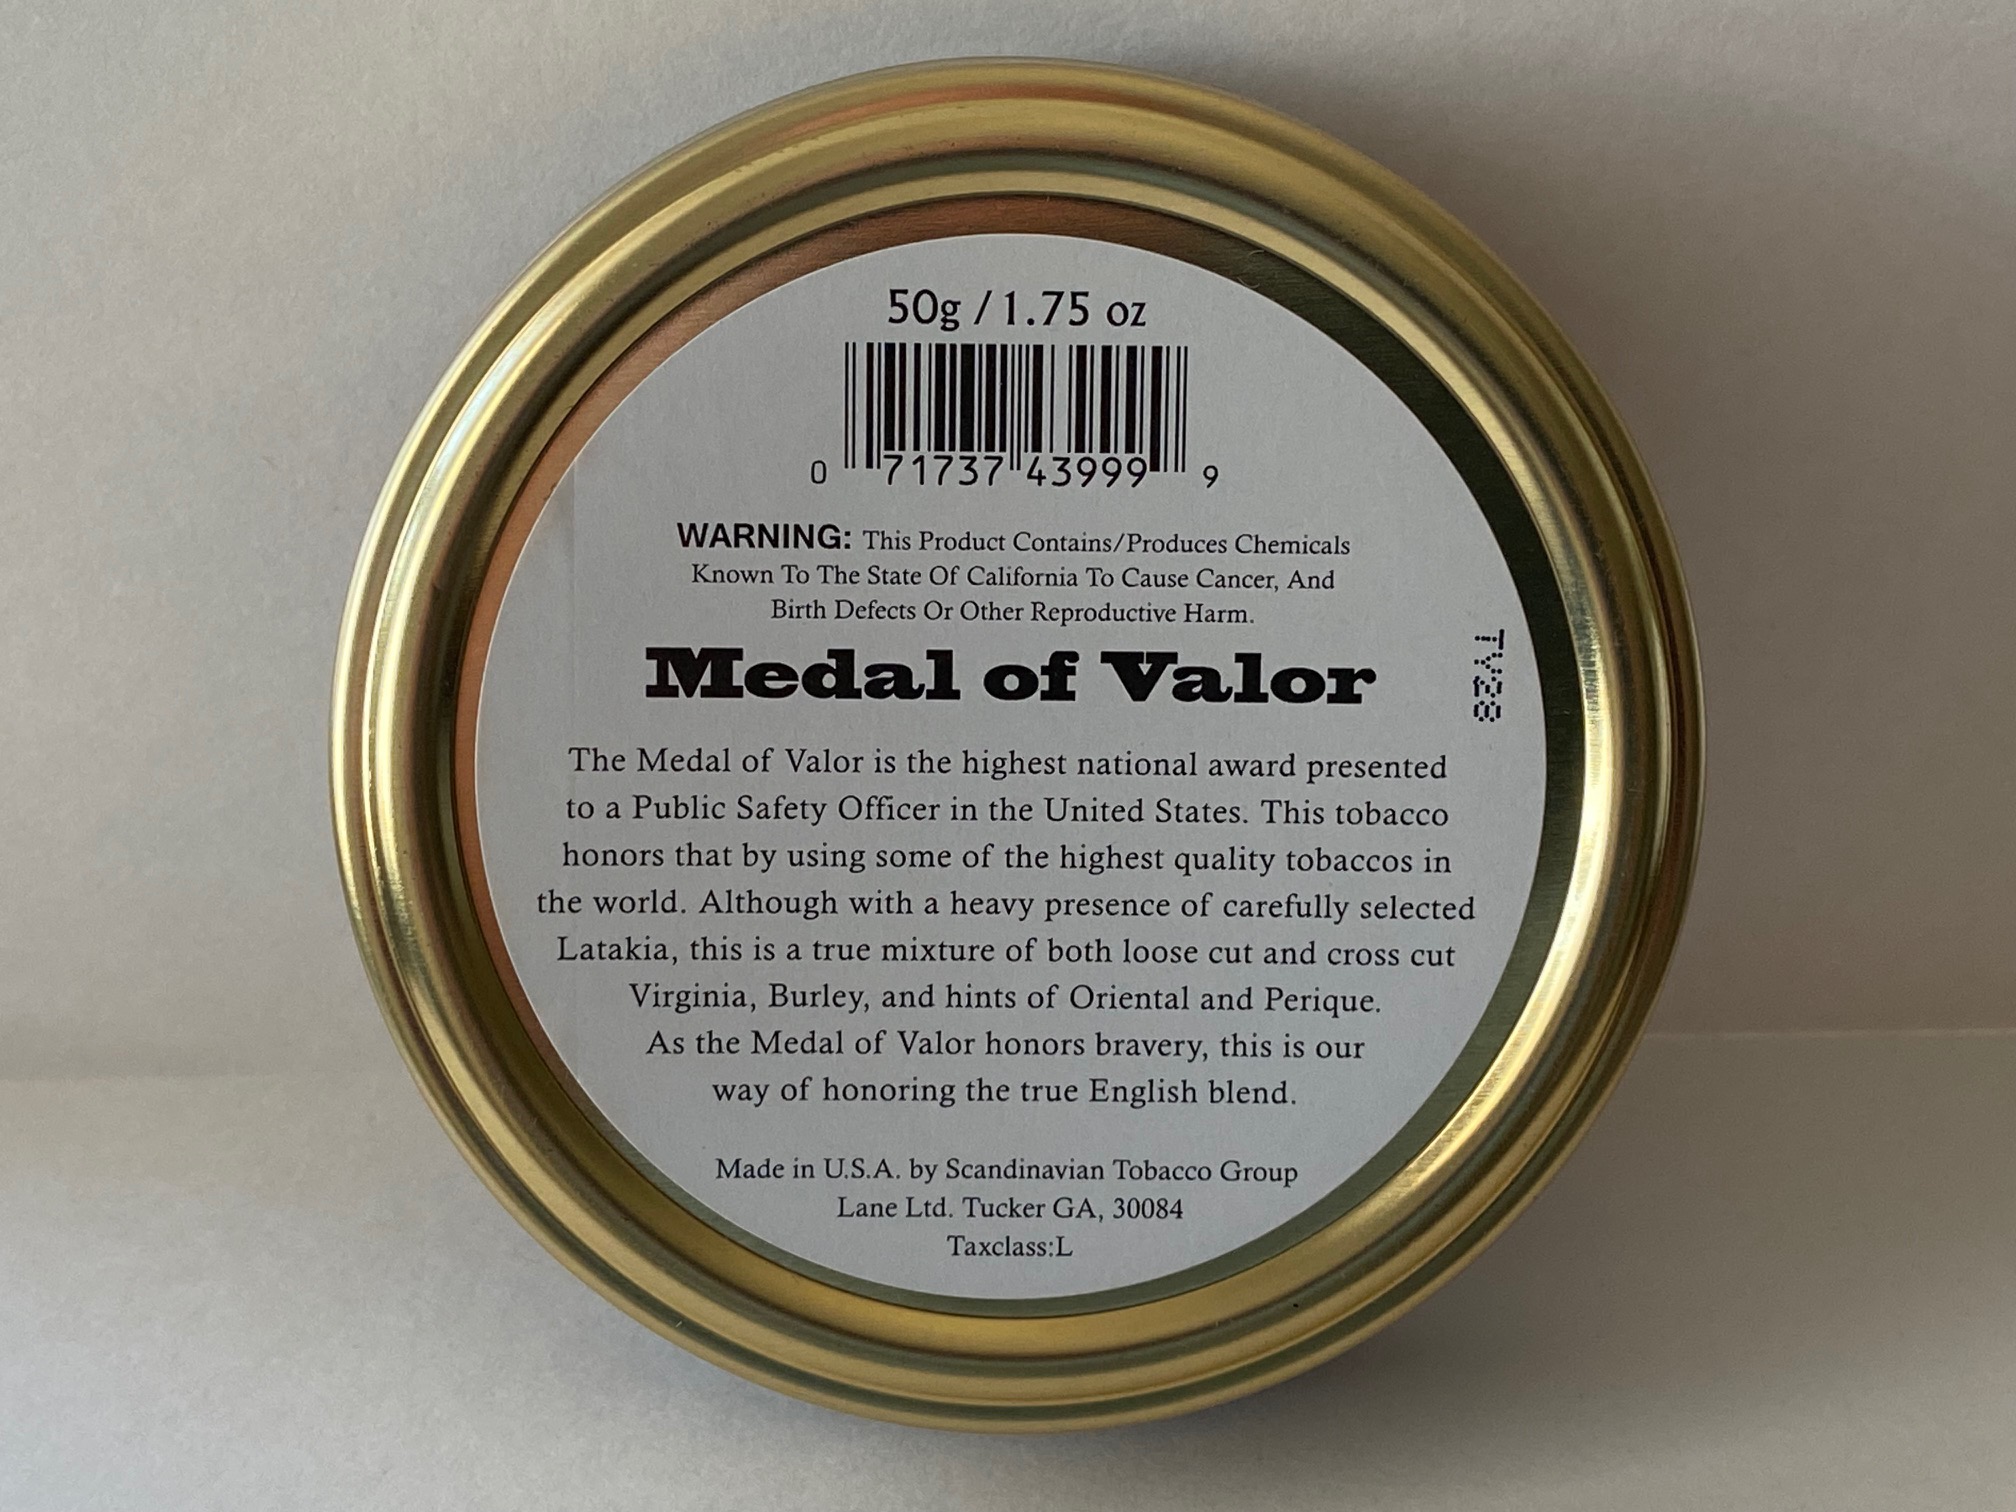 50g / 1.75 oz
0 71737 43999 9
WARNING: This Product Contains/Produces Chemicals
Known To The State Of California To Cause Cancer, And
Birth Defects Or Other Reproductive Harm.
Medal of Valor
The Medal of Valor is the highest national award presented
to a Public Safety Officer in the United States. This tobacco
honors that by using some of the highest quality tobaccos in
the world. Although with a heavy presence of carefully selected
Latakia, this is a true mixture of both loose cut and cross cut
Virginia, Burley, and hints of Oriental and Perique.
As the Medal of Valor honors bravery, this is our
way of honoring the true English blend.
Made in U.S.A. by Scandinavian Tobacco Group
Lane Ltd. Tucker GA, 30084
Taxclass:L